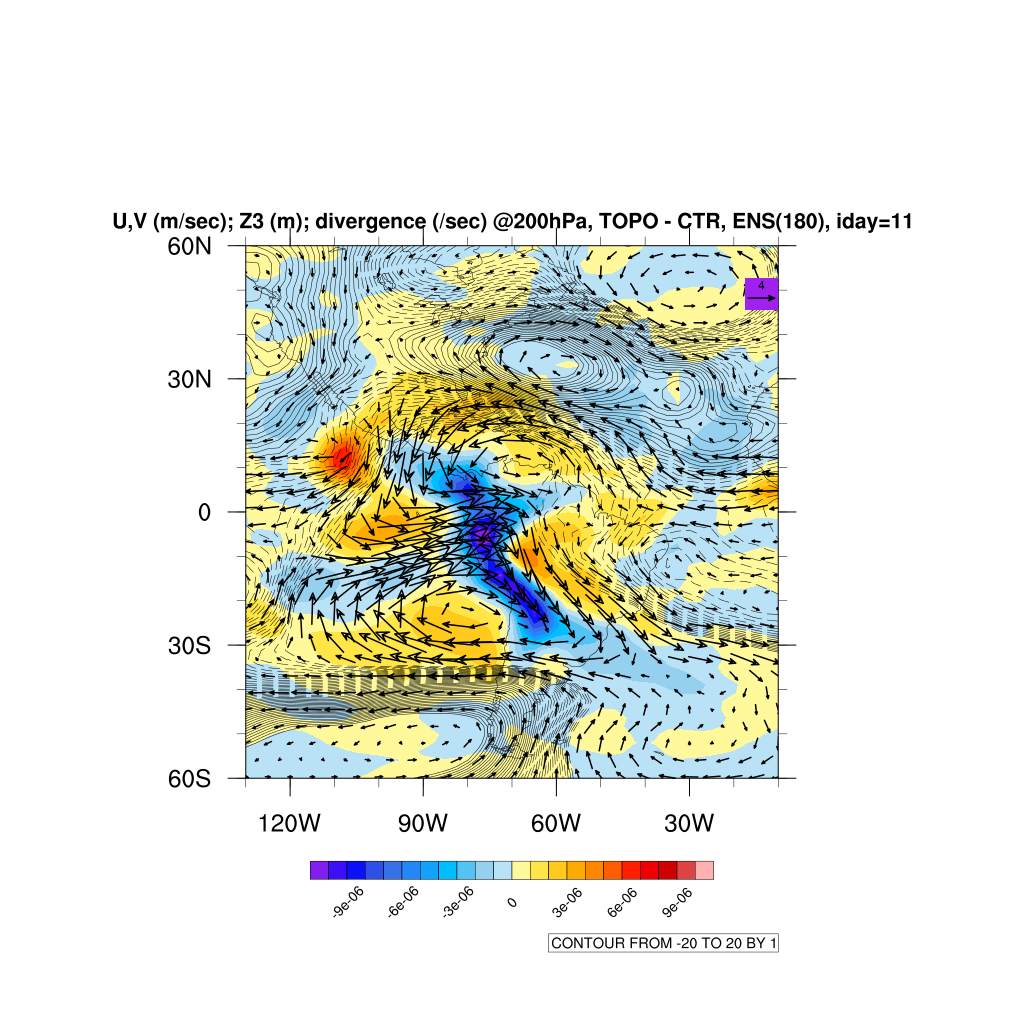 U,V (m/sec); Z3 (m); divergence (/sec) @200hPa, TOPO - CTR, ENS(180), iday=11
60N
4
30N
0
30S
60S
120W 90W 60W 30W
-9e-06 -6e-06 -3e-06 0 3e-06 6e-06 9e-06
CONTOUR FROM -20 TO 20 BY 1